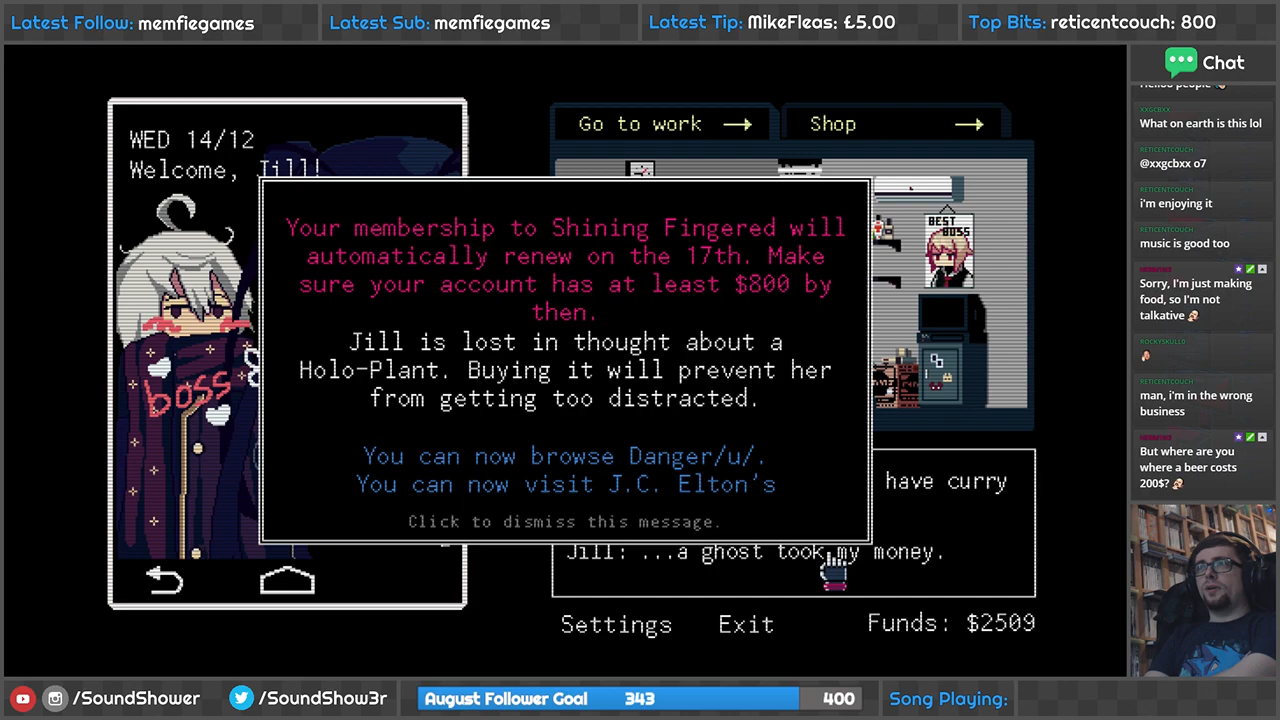 Latest Follow: memfiegames
Latest Sub: memfiegames
Latest Tip: MikeFleas: £5.00
Top Bits: reticentcouch: 800
WED 14/12
Welcome, Jill!
boss
Go to work
Shop
BEST
BOSS
Your membership to Shining Fingered will
automatically renew on the 17th. Make
sure your account has at least $800 by
then.
Jill is lost in thought about a
Holo-Plant. Buying it will prevent her
from getting too distracted.
You can now browse Danger/u/.
You can now visit J.C. Elton's
Click to dismiss this message.
have curry
Jill: ...a ghost took my money.
Settings
Exit
Funds: $2509
Chat
XXGCBXX
What on earth is this lol
RETICENTCOUCH
@xxgcbxx o7
RETICENTCOUCH
i'm enjoying it
RETICENTCOUCH
music is good too
Sorry, I'm just making
food, so I'm not
talkative
ROCKYSKULL0
RETICENTCOUCH
man, i'm in the wrong
business
But where are you
where a beer costs
200$?
/SoundShower
/SoundShow3r
August Follower Goal
343
400
Song Playing: